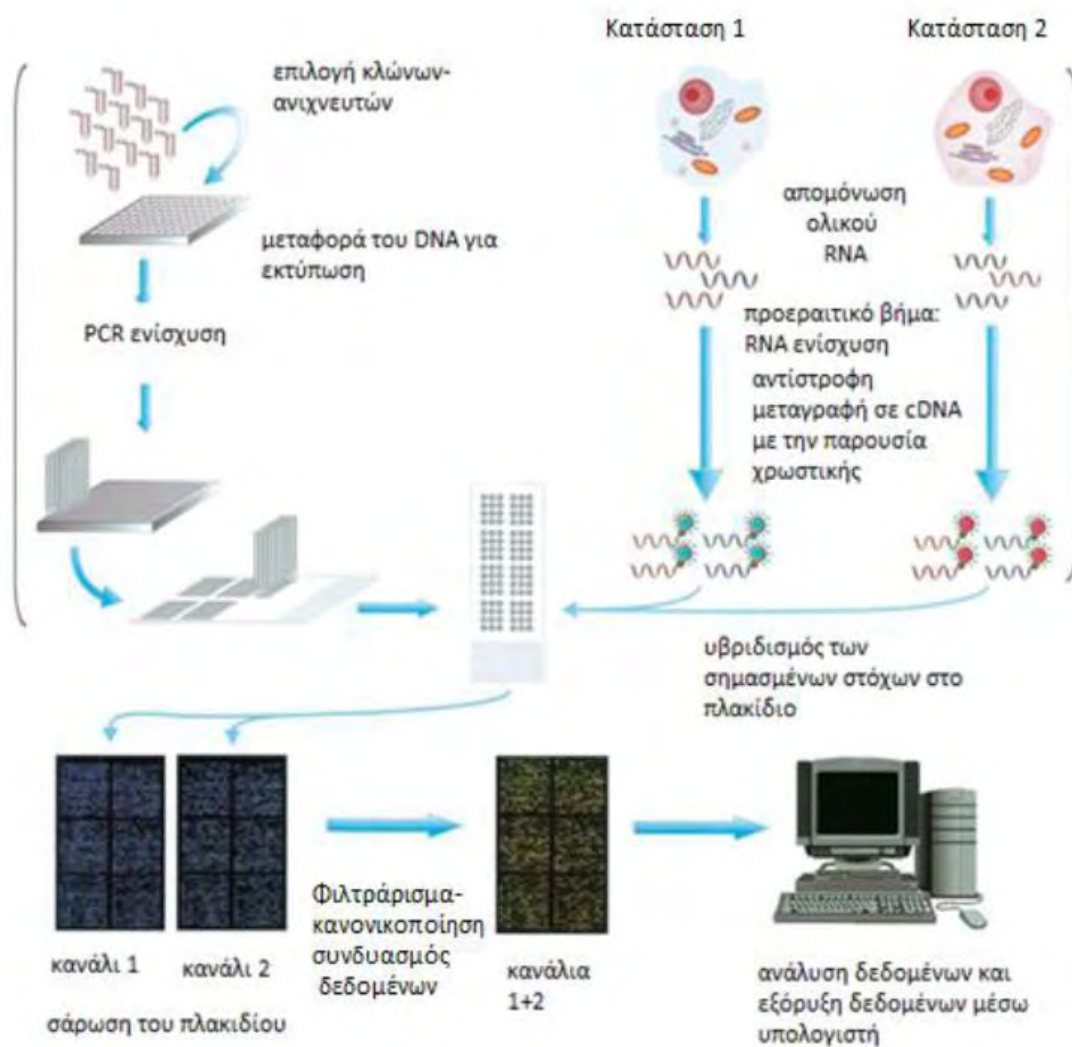 Κατάσταση 1
Κατάσταση 2
επιλογή κλώνων-
ανιχνευτών
μεταφορά του DNA για
εκτύπωση
PCR ενίσχυση
απομόνωση
ολικού
RNA
προεραιτικό βήμα:
RNA ενίσχυση
αντίστροφη
μεταγραφή σε cDNA
με την παρουσία
χρωστικής
υβριδισμός των
σημασμένων στόχων στο
πλακίδιο
κανάλι 1
κανάλι 2
σάρωση του πλακιδίου
Φιλτράρισμα-
κανονικοποίηση
συνδυασμός
δεδομένων
κανάλια
1+2
ανάλυση δεδομένων και
εξόρυξη δεδομένων μέσω
υπολογιστή